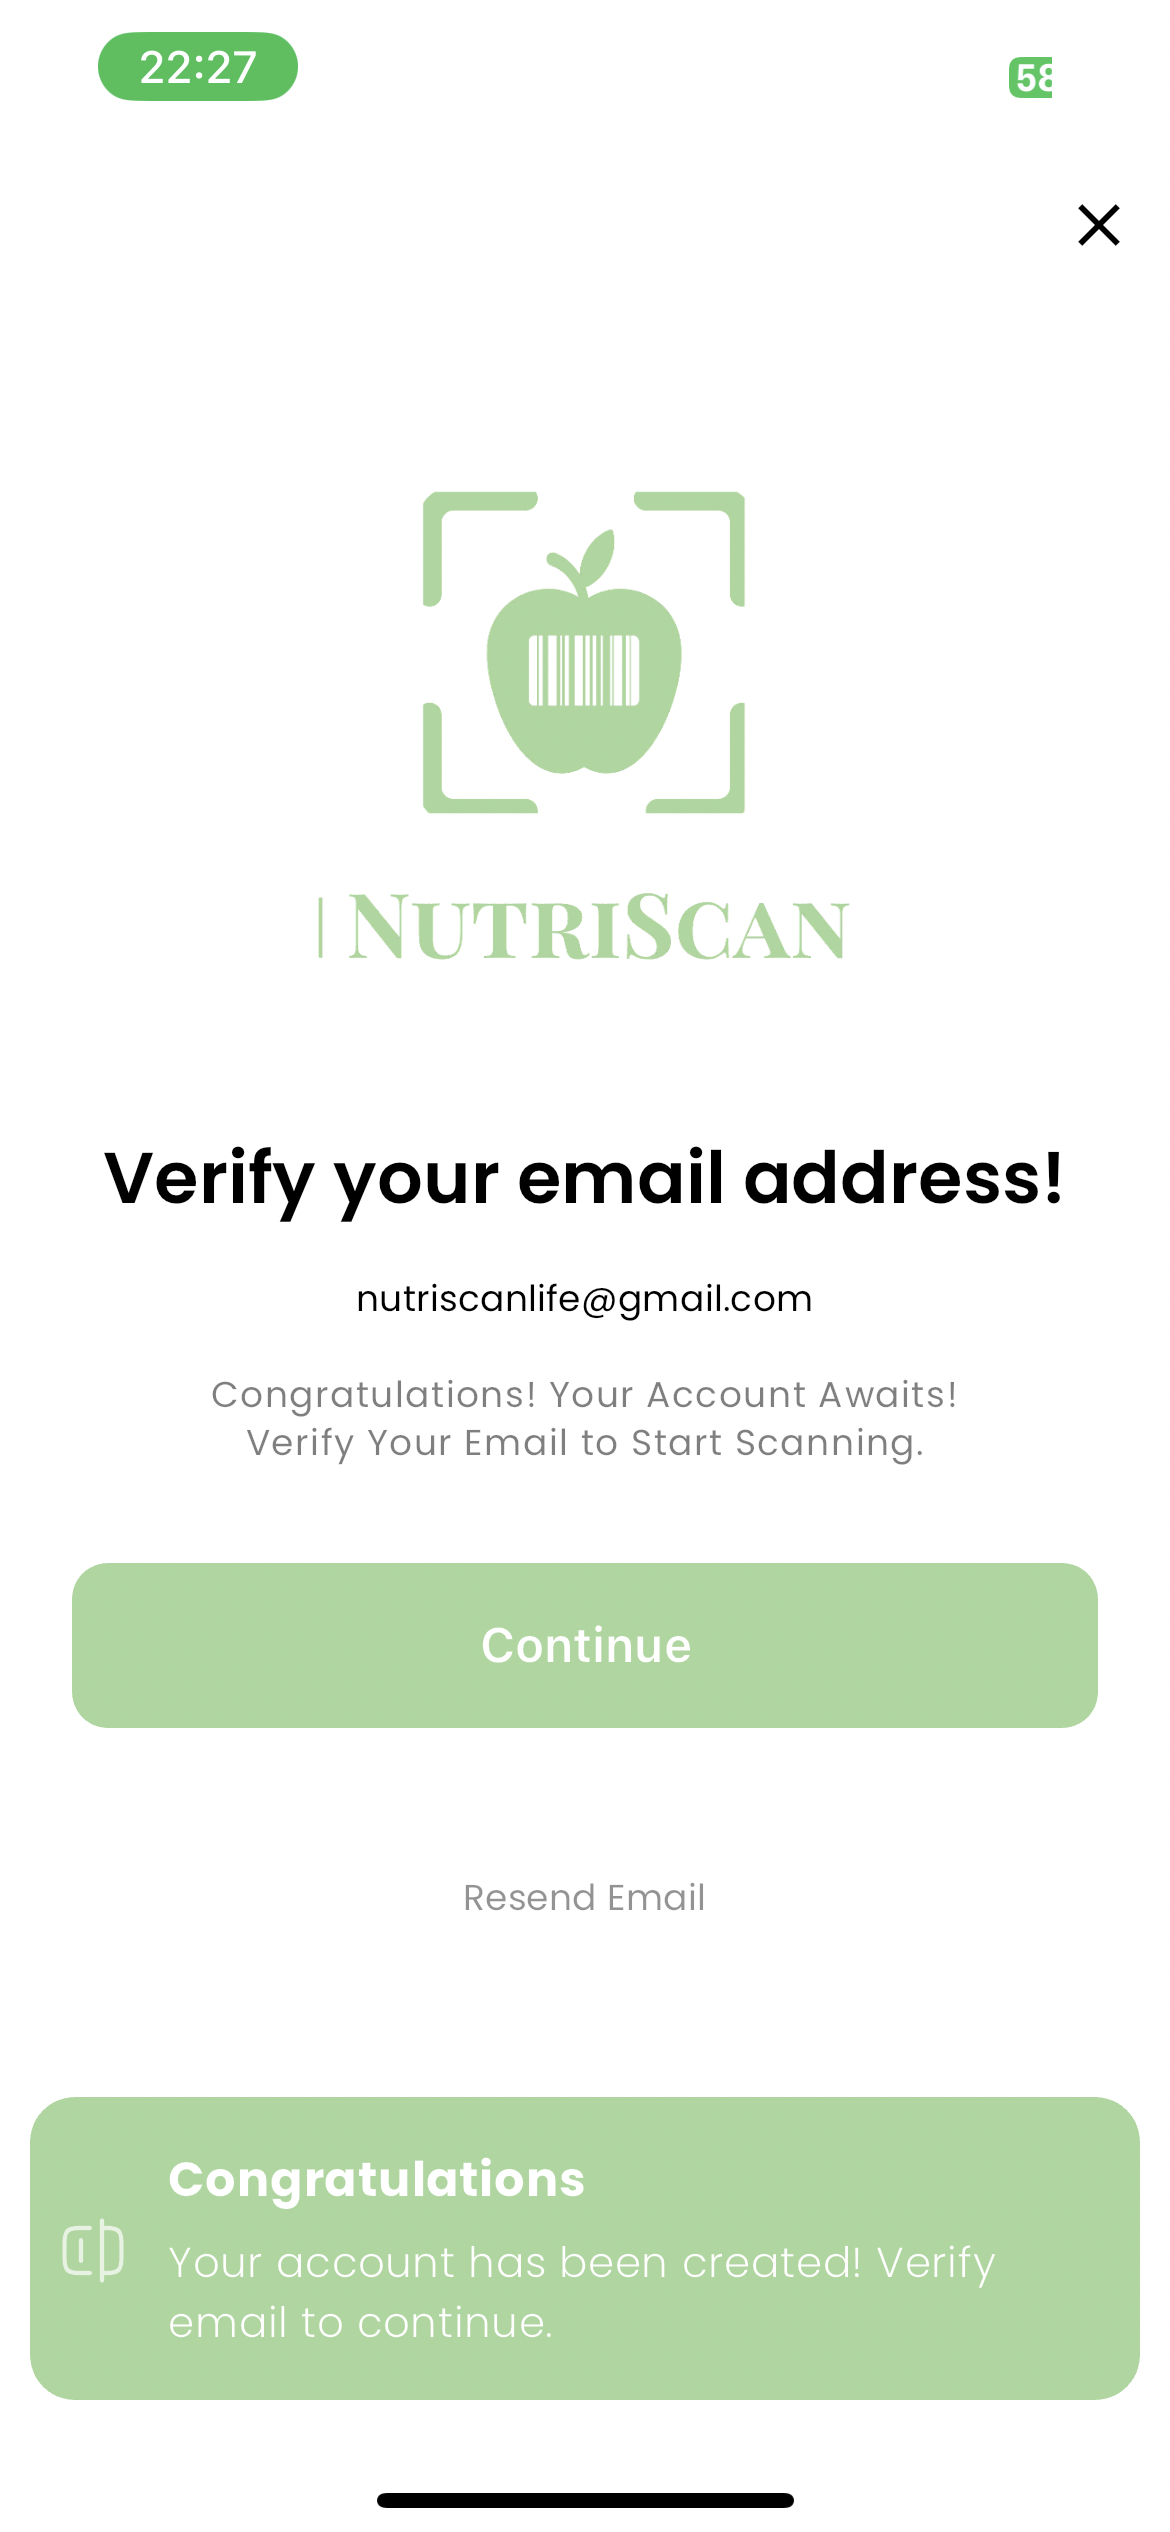 22:27
58
NUTRISCAN
Verify your email address!
nutriscanlife@gmail.com
Congratulations! Your Account Awaits!
Verify Your Email to Start Scanning.
Continue
Resend Email
Congratulations
Your account has been created! Verify
email to continue.